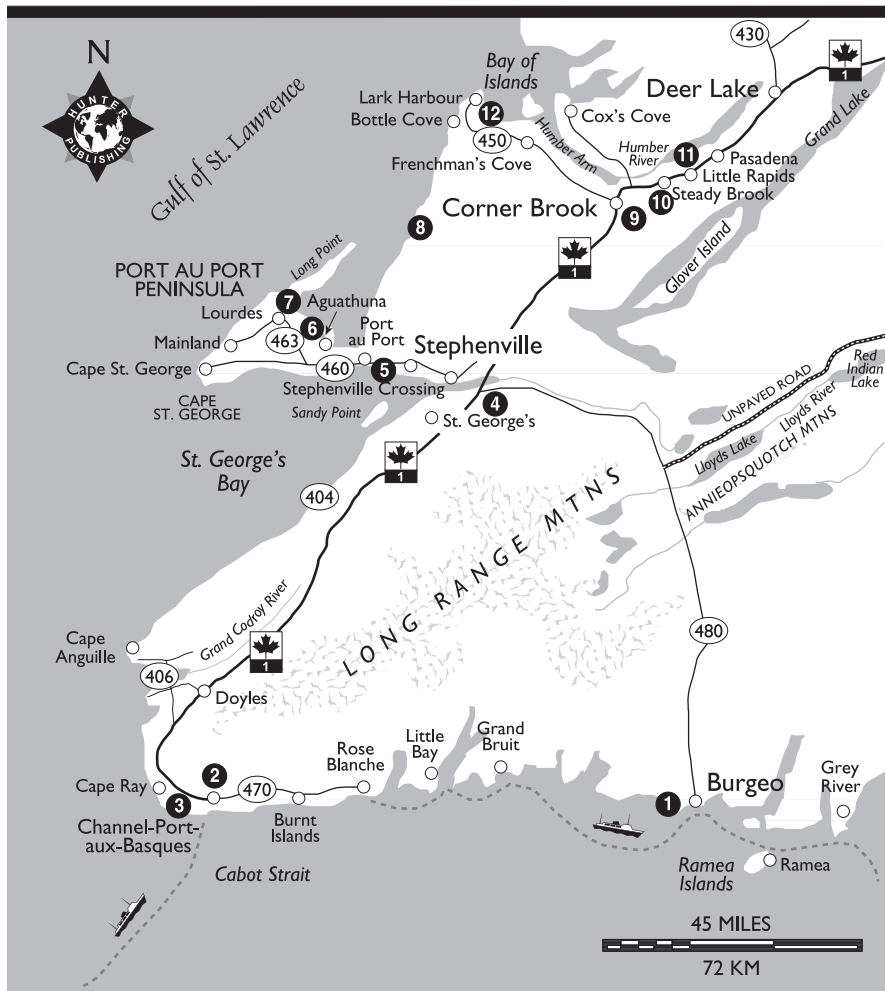 N
HUNTER
PUBLISHING
Gulf of St. Lawrence
Bay of
Islands
430
1
Lark Harbour
Bottle Cove
12
450
Cox's Cove
Deer Lake
Grand Lake
Frenchman's Cove
Humber Arm
Humber
River
11
Pasadena
Little Rapids
Steady Brook
10
9
Corner Brook
8
1
Glover Island
Long Point
PORT AU PORT
PENINSULA
7
Aguathuna
Lourdes
6
Port
au Port
Mainland
463
Stephenville
Cape St. George
460
5
Stephenville Crossing
CAPE
ST. GEORGE
Sandy Point
4
St. George's
Red
Indian
Lake
UNPAVED ROAD
Lloyds River
Lloyds Lake
ANNIEOPSQUOTCH MTNS
St. George's
Bay
1
404
LONG RANGE MTNS
Grand Codroy River
480
Cape
Anguille
1
406
Doyles
Cape Ray
3
2
470
Channel-Port-
aux-Basques
Burnt
Islands
Rose
Blanche
Little
Bay
Grand
Bruit
1
Burgeo
Grey
River
Cabot Strait
Ramea
Islands
Ramea
45 MILES
72 KM